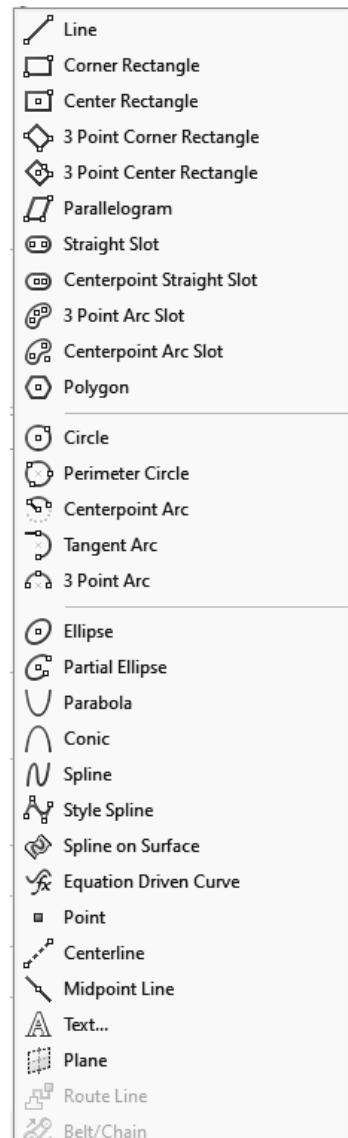 Line
Corner Rectangle
Center Rectangle
3 Point Corner Rectangle
3 Point Center Rectangle
Parallelogram
Straight Slot
Centerpoint Straight Slot
3 Point Arc Slot
Centerpoint Arc Slot
Polygon
Circle
Perimeter Circle
Centerpoint Arc
Tangent Arc
3 Point Arc
Ellipse
Partial Ellipse
Parabola
Conic
Spline
Style Spline
Spline on Surface
Equation Driven Curve
Point
Centerline
Midpoint Line
Text...
Plane
Route Line
Belt/Chain